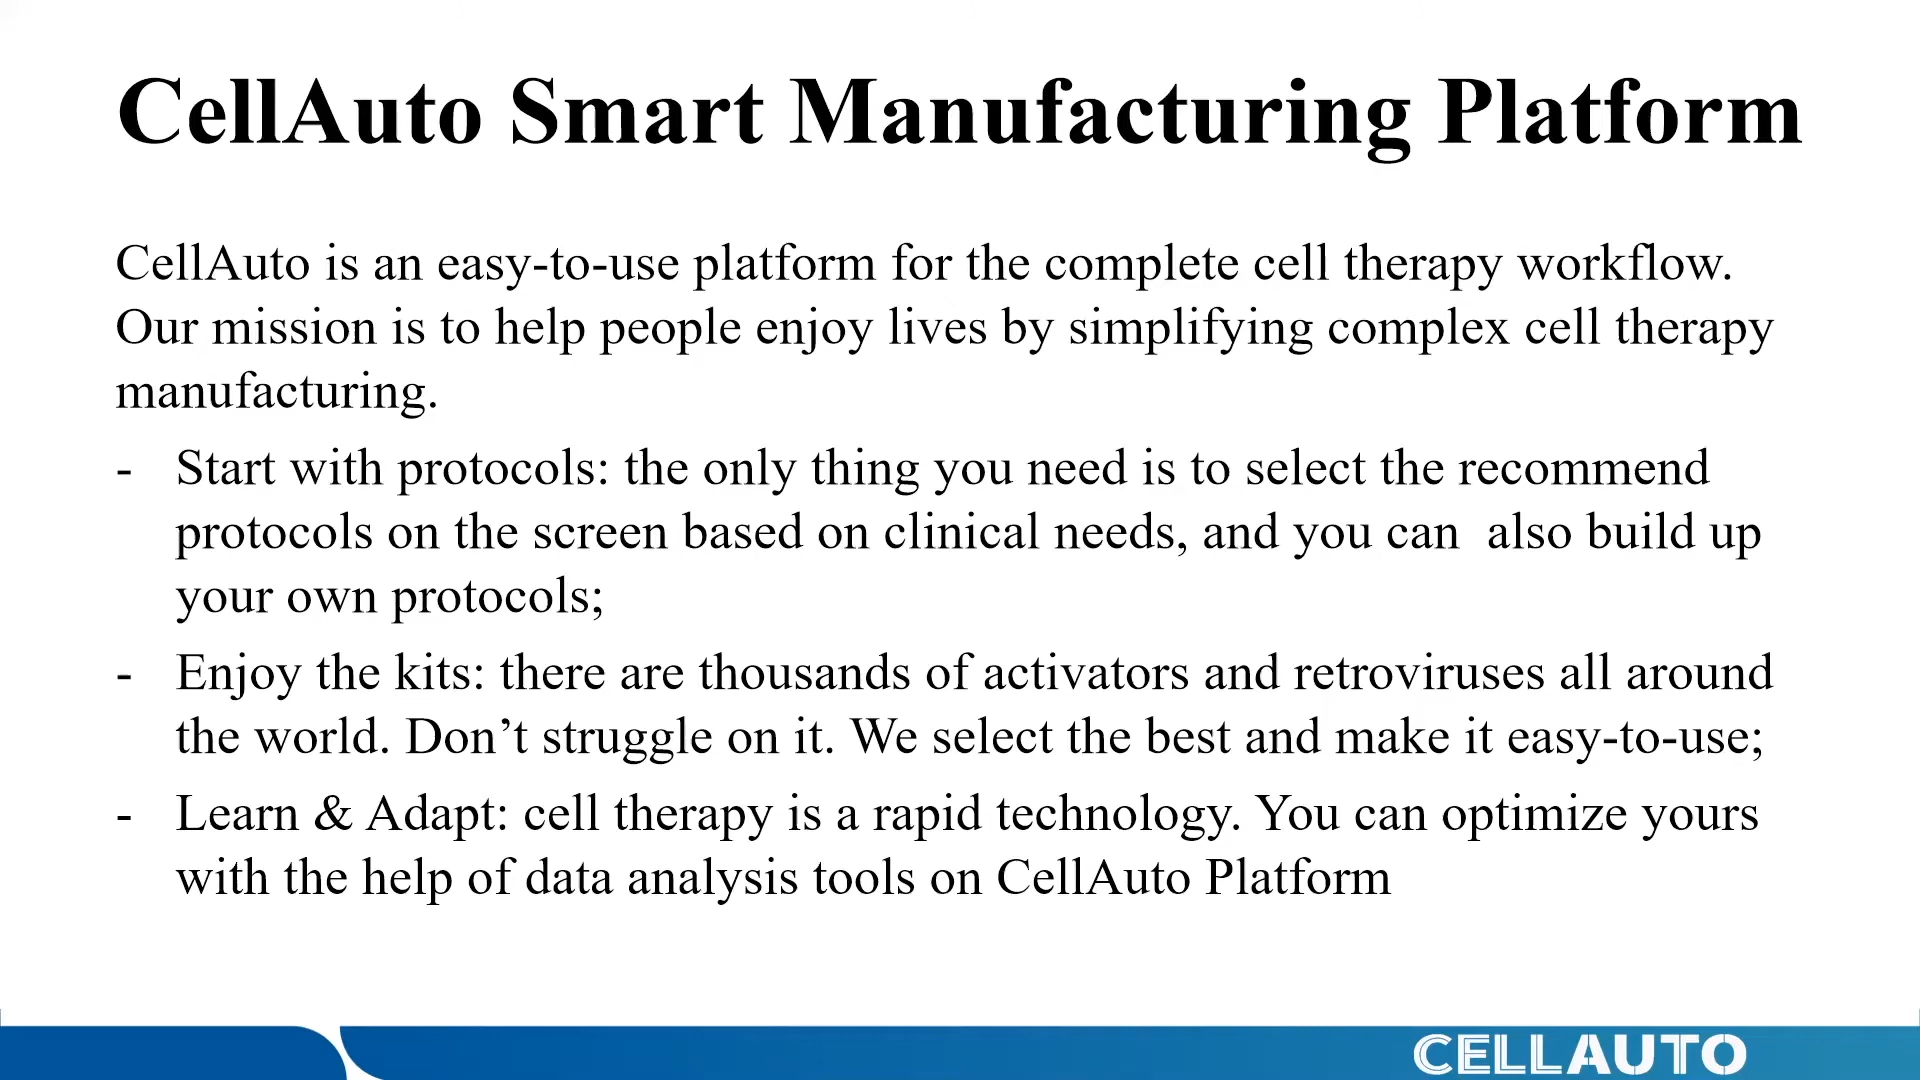 CellAuto Smart Manufacturing Platform
CellAuto is an easy-to-use platform for the complete cell therapy workflow.
Our mission is to help people enjoy lives by simplifying complex cell therapy
manufacturing.
- Start with protocols: the only thing you need is to select the recommend
protocols on the screen based on clinical needs, and you can  also build up
your own protocols;
- Enjoy the kits: there are thousands of activators and retroviruses all around
the world. Don’t struggle on it. We select the best and make it easy-to-use;
- Learn & Adapt: cell therapy is a rapid technology. You can optimize yours
with the help of data analysis tools on CellAuto Platform
CELLAUTO